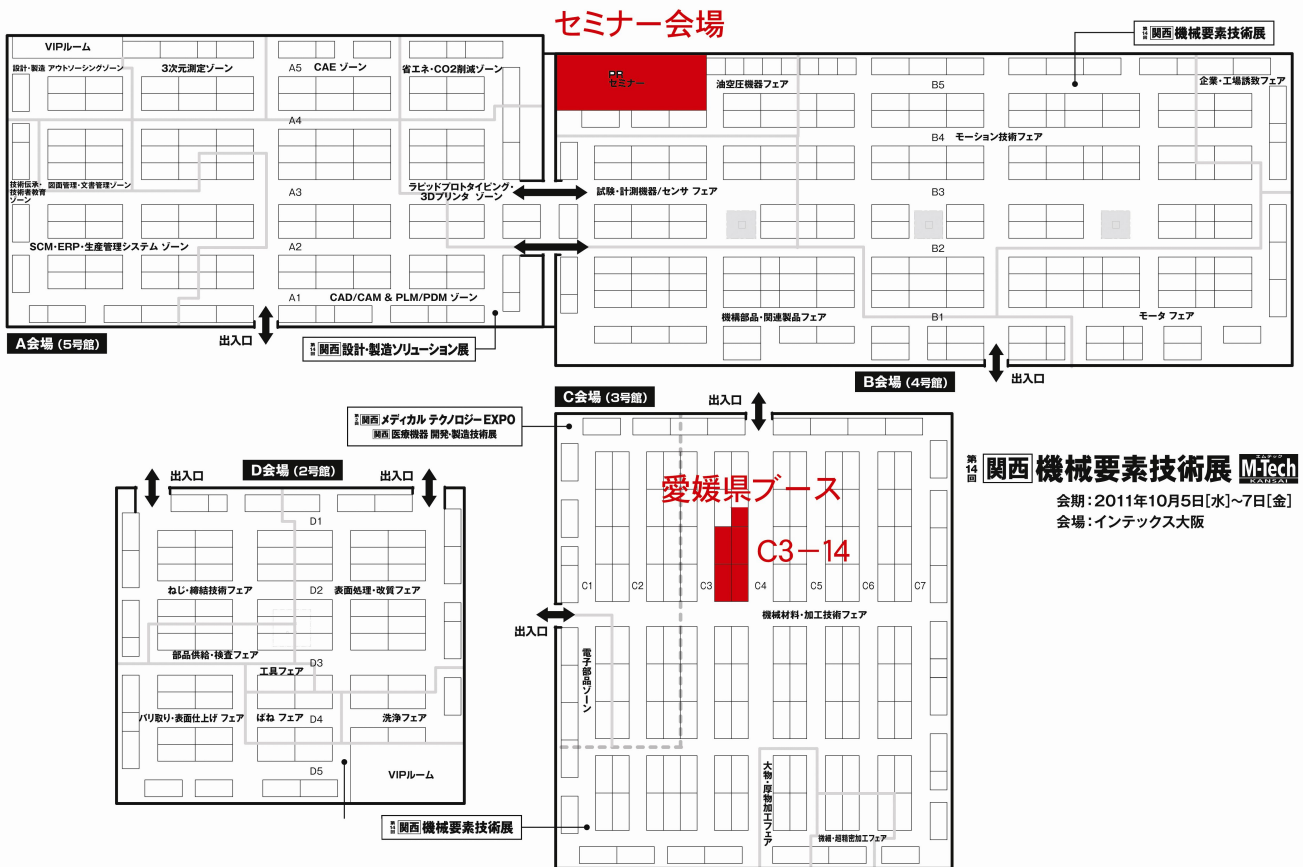 セミナー会場
第14回 関西 機械要素技術展
VIPルーム
設計・製造 アウトソーシングゾーン
3次元測定ゾーン
A5
CAE ゾーン
省エネ・CO2削減ゾーン
セミナー
油空圧機器フェア
B5
企業・工場誘致フェア
A4
B4
モーション技術フェア
技術伝承・
技術者教育
ゾーン
図面管理・文書管理ゾーン
A3
ラピッドプロトタイピング・
3Dプリンタ ゾーン
試験・計測機器/センサ フェア
B3
SCM・ERP・生産管理システム ゾーン
A2
B2
A1
CAD/CAM & PLM/PDM ゾーン
機構部品・関連製品フェア
B1
モータ フェア
A会場 (5号館)
出入口
関西 設計・製造ソリューション展
B会場 (4号館)
出入口
C会場 (3号館)
出入口
関西 メディカル テクノロジー EXPO
関西 医療機器 開発・製造技術展
D会場 (2号館)
出入口
出入口
第14回 関西 機械要素技術展
エムテック
M-Tech
KANSAI
会期:2011年10月5日[水]~7日[金]
会場:インテックス大阪
愛媛県ブース
C3-14
D1
D2
ねじ・締結技術フェア
表面処理・改質フェア
C1
C2
C3
C4
C5
C6
C7
機械材料・加工技術フェア
出入口
電子部品ゾーン
部品供給・検査フェア
D3
工具フェア
バリ取り・表面仕上げ フェア
ばね フェア
D4
洗浄フェア
D5
VIPルーム
大物・厚物加工フェア
微細・超精密加工フェア
第14回 関西 機械要素技術展